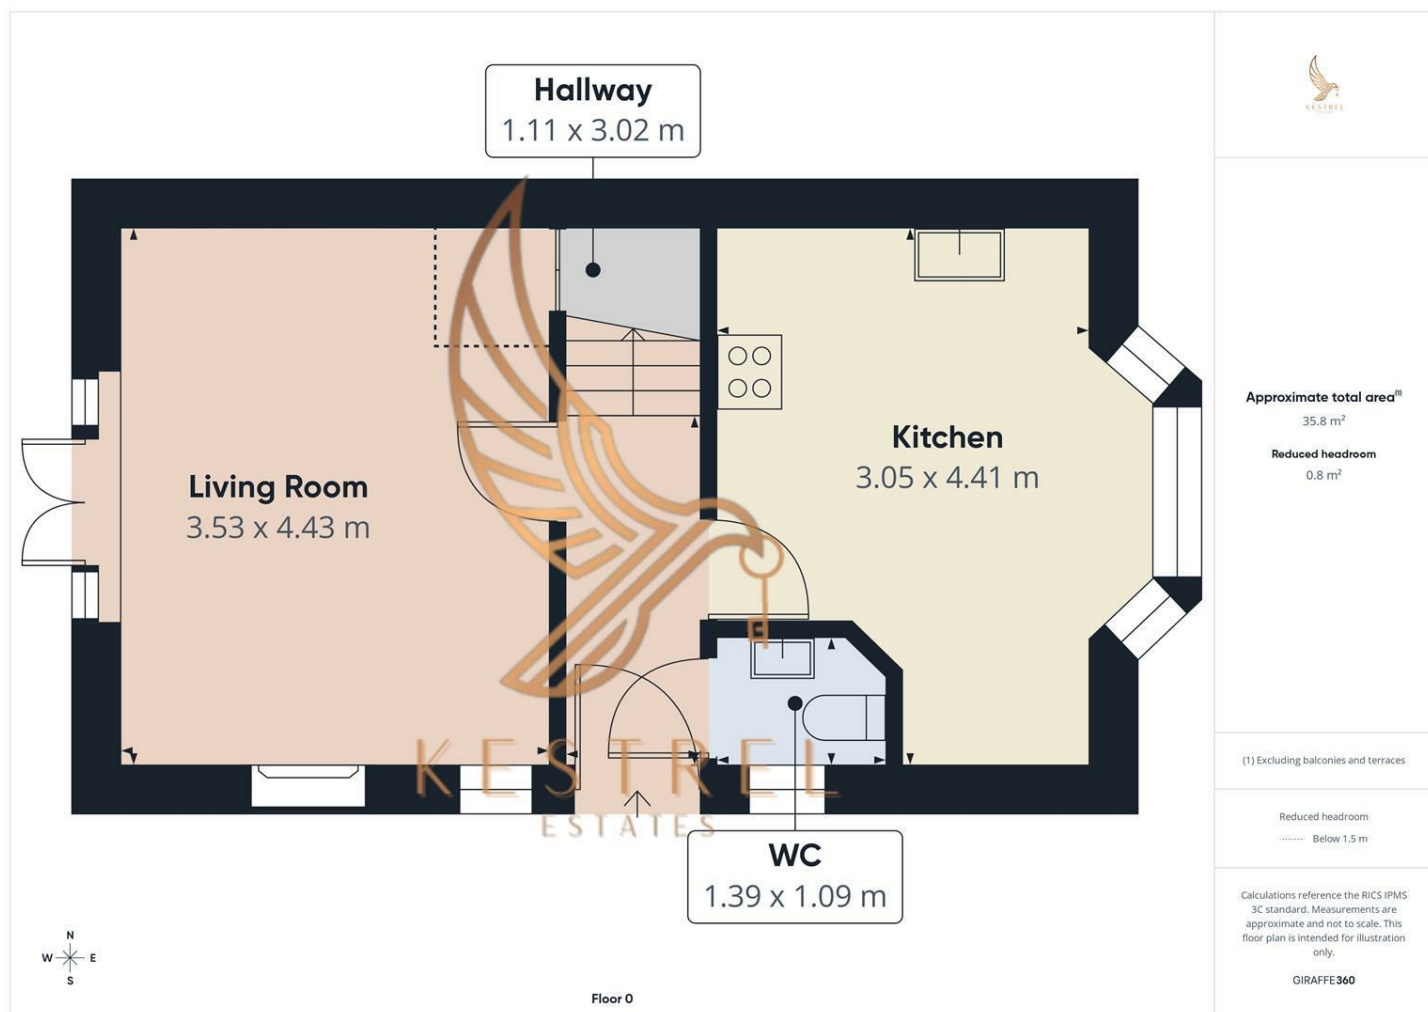 Hallway
1.11 x 3.02 m
Living Room
3.53 x 4.43 m
Kitchen
3.05 x 4.41 m
KESTREL
ESTATES
WC
1.39 x 1.09 m
N
W E
S
Floor 0
KESTREL
Approximate total area(1)
35.8 m²
Reduced headroom
0.8 m²
(1) Excluding balconies and terraces
Reduced headroom
Below 1.5 m
Calculations reference the RICS IPMS
3C standard. Measurements are
approximate and not to scale. This
floor plan is intended for illustration
only.
GIRAFFE360